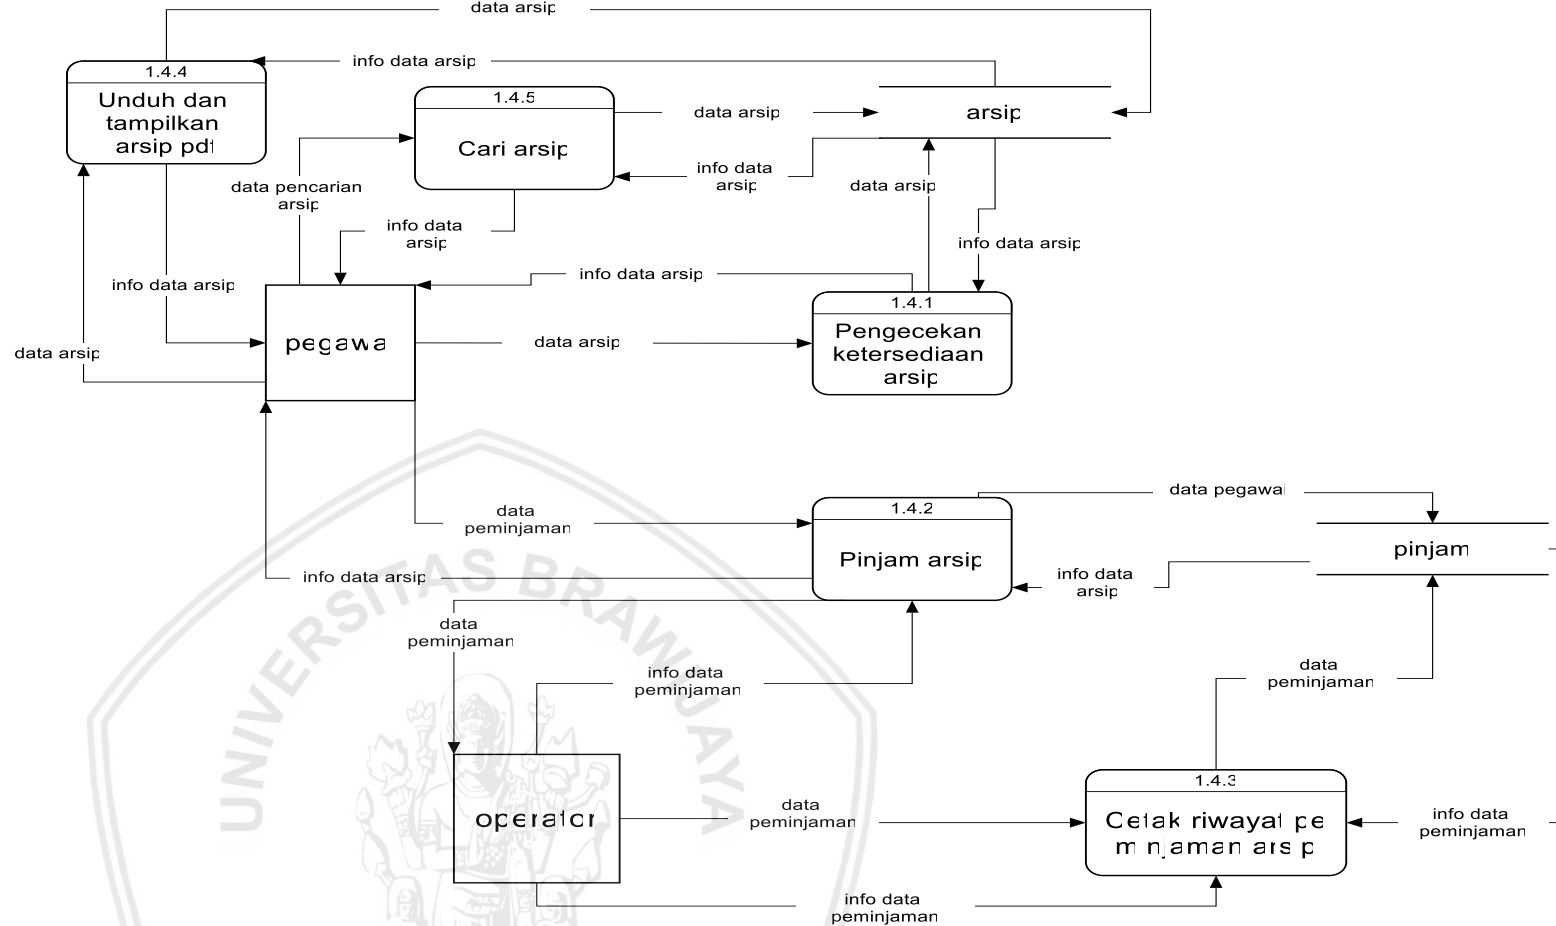 data arsip
info data arsip
1.4.4
Unduh dan
tampilkan
arsip pdf
1.4.5
Cari arsip
data arsip
arsip
info data
arsip
data pencarian
arsip
data arsip
info data
arsip
info data arsip
info data arsip
info data arsip
1.4.1
Pengecekan
ketersediaan
arsip
pegawa
data arsip
data arsip
data pegawai
1.4.2
Pinjam arsip
data
peminjaman
pinjam
info data arsip
info data
arsip
data
peminjaman
info data
peminjaman
data
peminjaman
1.4.3
Cetak riwayat pe
minjaman arsip
operator
data
peminjaman
info data
peminjaman
info data
peminjaman
UNIVERSITAS BRAWIJAYA